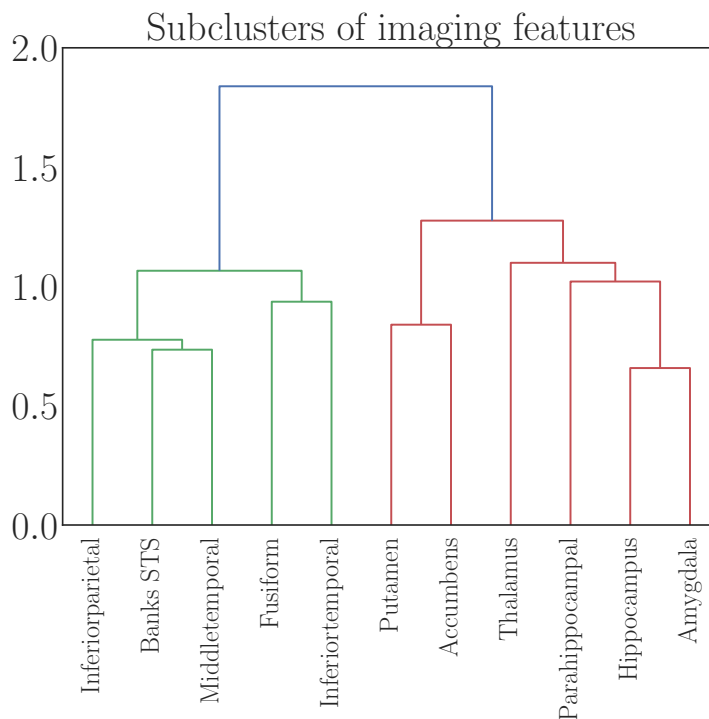 Subclusters of imaging features
2.0
1.5
1.0
0.5
0.0
Inferiorparietal
Banks STS
Middletemporal
Fusiform
Inferiortemporal
Putamen
Accumbens
Thalamus
Parahippocampal
Hippocampus
Amygdala